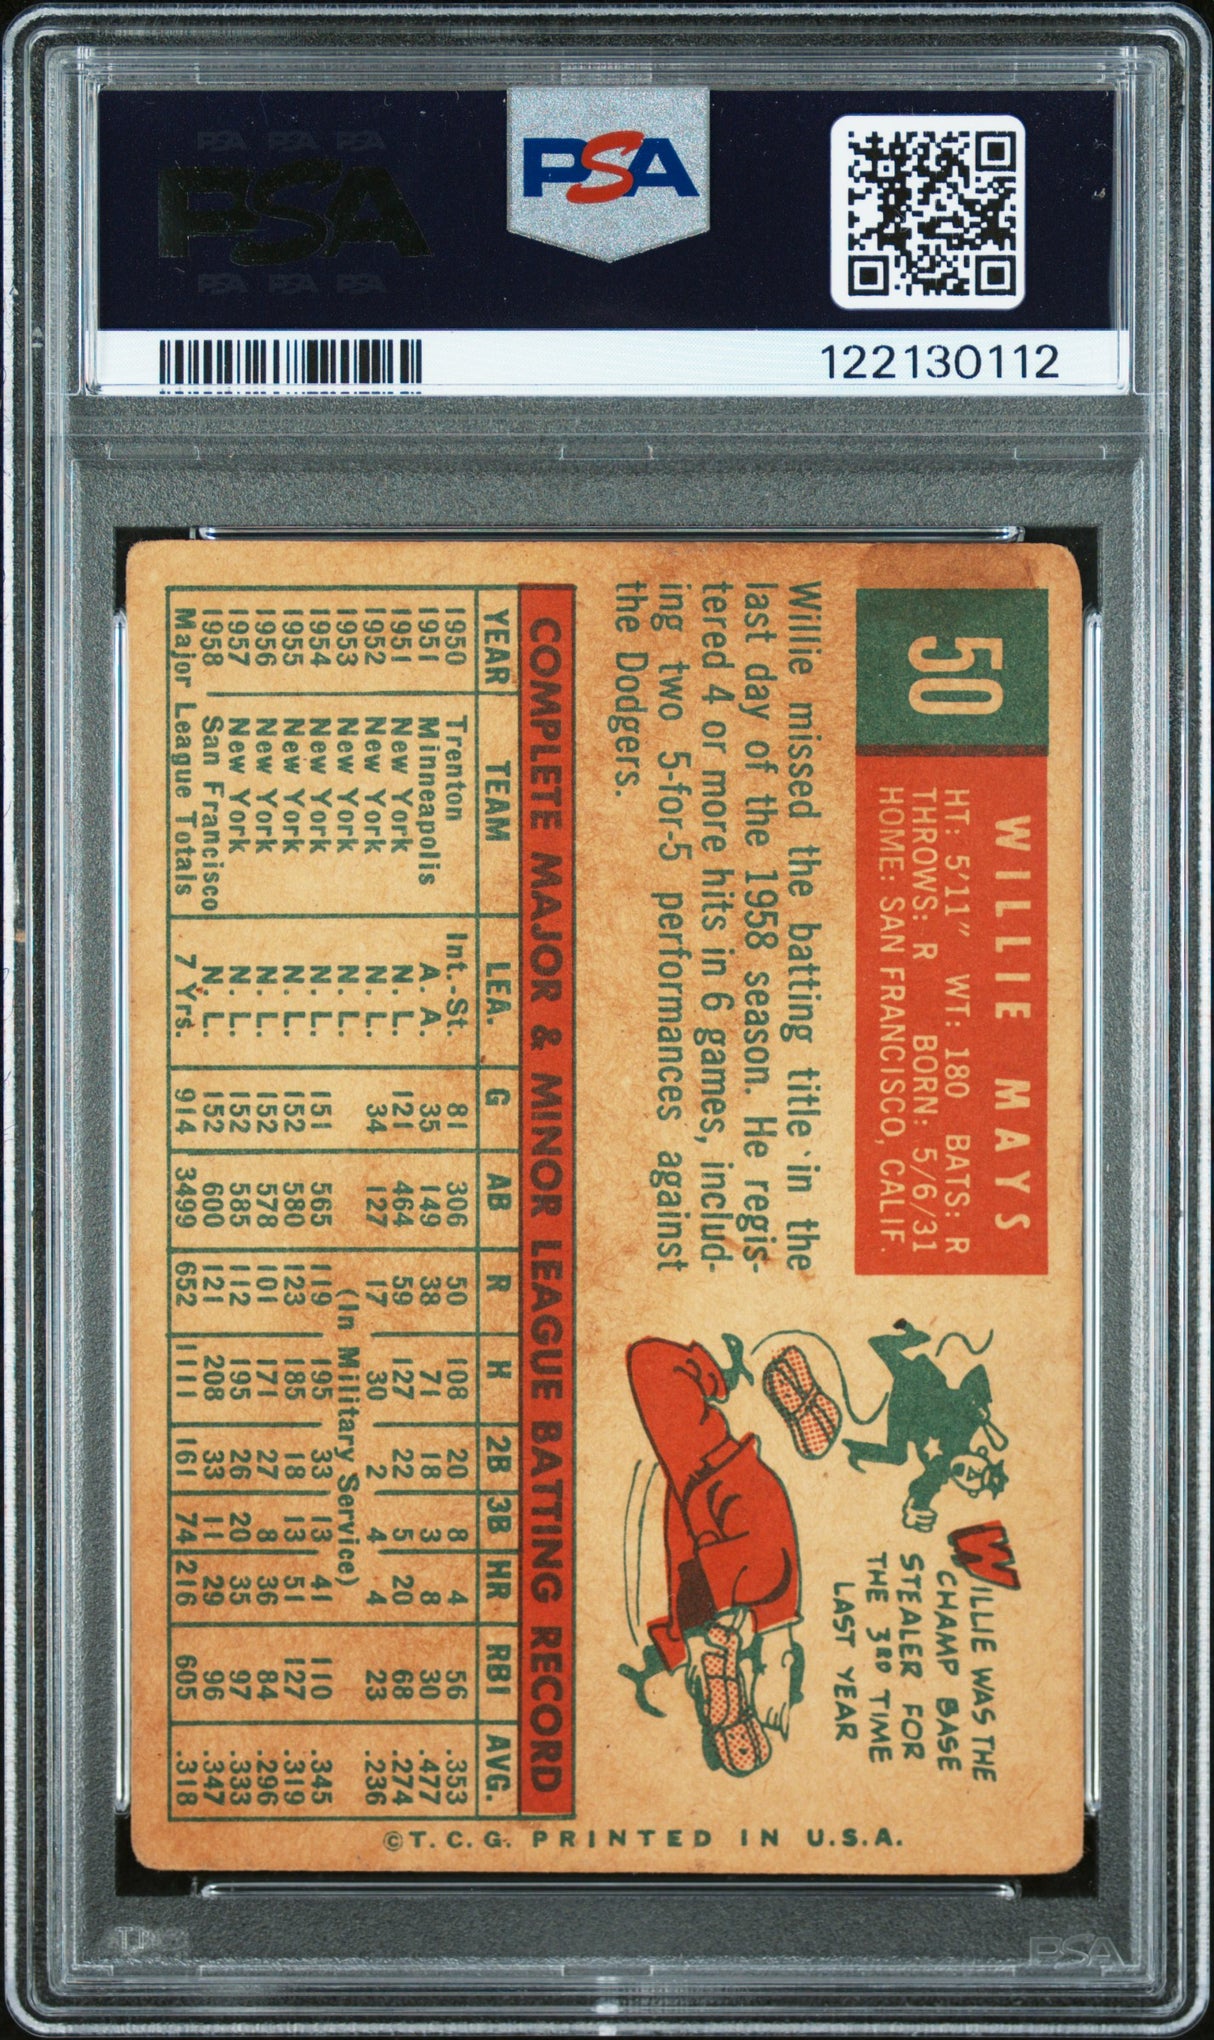 PSA PSA PSA
PSA
PSA PSA PSA
PSA
122130112
50
WILLIE MAYS
HT: 5'11" WT: 180 BATS: R
THROWS: R BORN: 5/6/31
HOME: SAN FRANCISCO, CALIF.
Willie missed the batting title in the
last day of the 1958 season. He regis-
tered 4 or more hits in 6 games, includ-
ing two 5-for-5 performances against
the Dodgers.
WILLIE WAS THE
CHAMP BASE
STEALER FOR
THE 3RD TIME
LAST YEAR
COMPLETE MAJOR & MINOR LEAGUE BATTING RECORD
YEAR TEAM LEA. G AB R H 2B 3B HR RBI AVG.
1950 Trenton Int.-St. 81 306 50 108 20 8 4 56 .353
1951 Minneapolis A. A. 35 149 38 71 18 3 8 30 .477
1951 New York N. L. 121 464 59 127 22 5 20 68 .274
1952 New York N. L. 34 127 17 30 2 4 4 23 .236
1953 New York N. L. (In Military Service)
1954 New York N. L. 151 565 119 195 33 13 41 110 .345
1955 New York N. L. 152 580 123 185 18 13 51 127 .319
1956 New York N. L. 152 578 101 171 27 8 36 84 .296
1957 New York N. L. 152 585 112 195 26 20 35 97 .333
1958 San Francisco N. L. 152 600 121 208 33 11 29 96 .347
Major League Totals 7 Yrs. 914 3499 652 1111 161 74 216 605 .318
©T. C. G. PRINTED IN U.S.A.
PSA